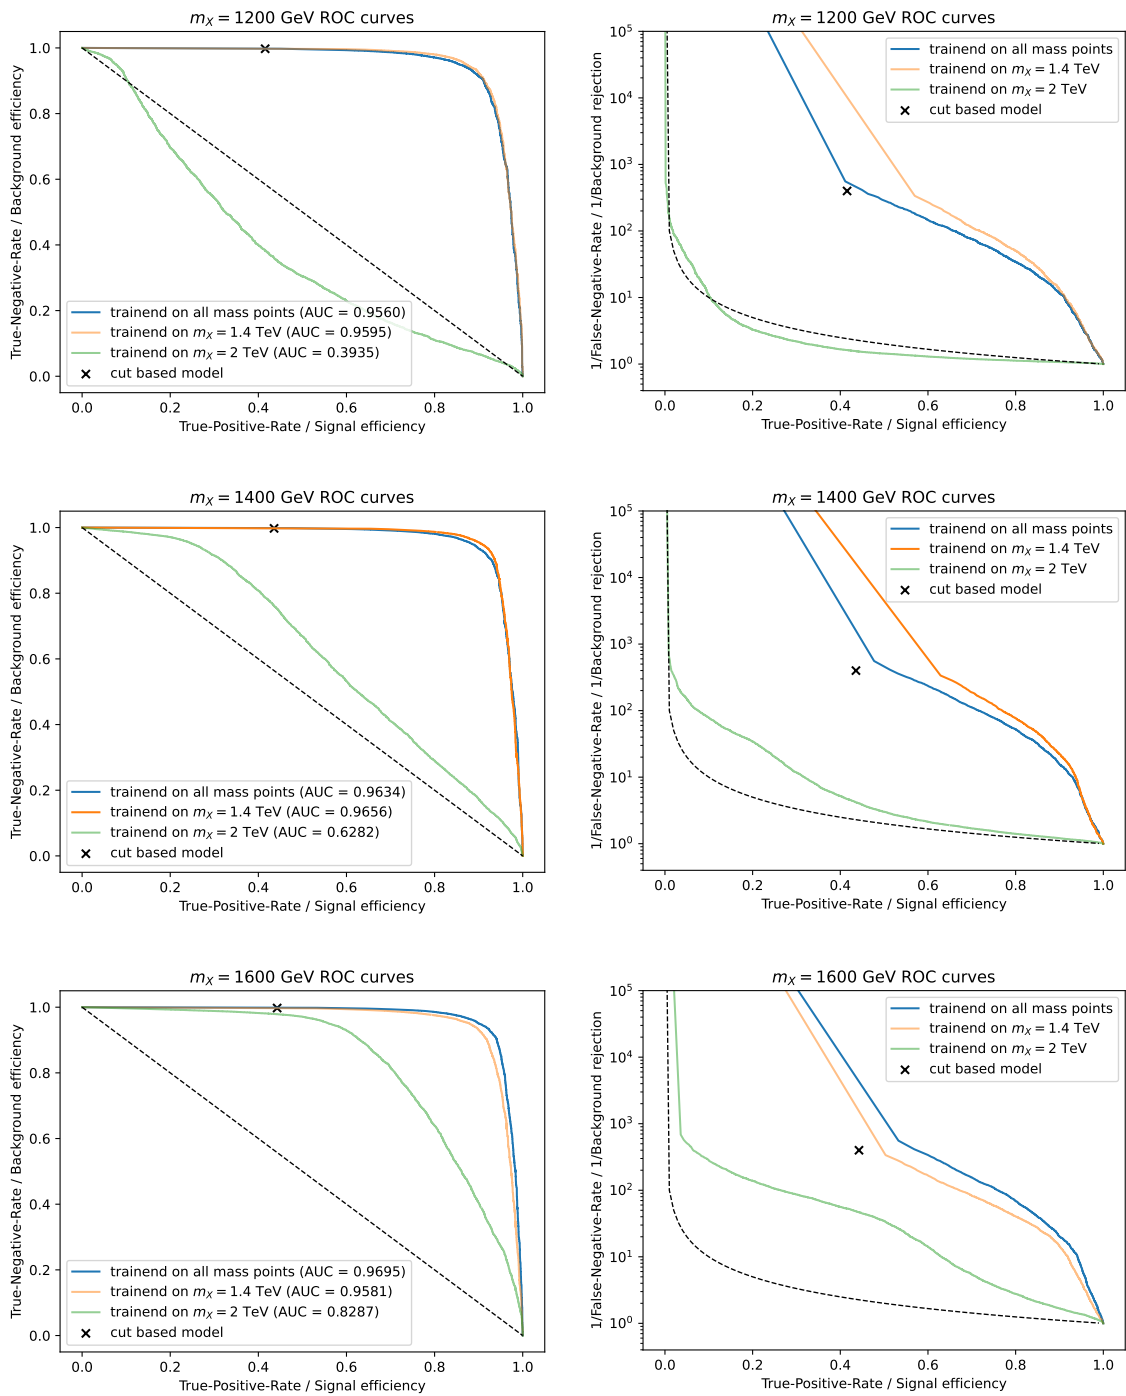 m_X = 1200 GeV ROC curves
True-Negative-Rate / Background efficiency
1.0
0.8
0.6
0.4
0.2
0.0
trainend on all mass points (AUC = 0.9560)
trainend on m_X = 1.4 TeV (AUC = 0.9595)
trainend on m_X = 2 TeV (AUC = 0.3935)
cut based model
0.0 0.2 0.4 0.6 0.8 1.0
True-Positive-Rate / Signal efficiency
m_X = 1200 GeV ROC curves
1/False-Negative-Rate / 1/Background rejection
10^5
10^4
10^3
10^2
10^1
10^0
trainend on all mass points
trainend on m_X = 1.4 TeV
trainend on m_X = 2 TeV
cut based model
0.0 0.2 0.4 0.6 0.8 1.0
True-Positive-Rate / Signal efficiency
m_X = 1400 GeV ROC curves
True-Negative-Rate / Background efficiency
1.0
0.8
0.6
0.4
0.2
0.0
trainend on all mass points (AUC = 0.9634)
trainend on m_X = 1.4 TeV (AUC = 0.9656)
trainend on m_X = 2 TeV (AUC = 0.6282)
cut based model
0.0 0.2 0.4 0.6 0.8 1.0
True-Positive-Rate / Signal efficiency
m_X = 1400 GeV ROC curves
1/False-Negative-Rate / 1/Background rejection
10^5
10^4
10^3
10^2
10^1
10^0
trainend on all mass points
trainend on m_X = 1.4 TeV
trainend on m_X = 2 TeV
cut based model
0.0 0.2 0.4 0.6 0.8 1.0
True-Positive-Rate / Signal efficiency
m_X = 1600 GeV ROC curves
True-Negative-Rate / Background efficiency
1.0
0.8
0.6
0.4
0.2
0.0
trainend on all mass points (AUC = 0.9695)
trainend on m_X = 1.4 TeV (AUC = 0.9581)
trainend on m_X = 2 TeV (AUC = 0.8287)
cut based model
0.0 0.2 0.4 0.6 0.8 1.0
True-Positive-Rate / Signal efficiency
m_X = 1600 GeV ROC curves
1/False-Negative-Rate / 1/Background rejection
10^5
10^4
10^3
10^2
10^1
10^0
trainend on all mass points
trainend on m_X = 1.4 TeV
trainend on m_X = 2 TeV
cut based model
0.0 0.2 0.4 0.6 0.8 1.0
True-Positive-Rate / Signal efficiency